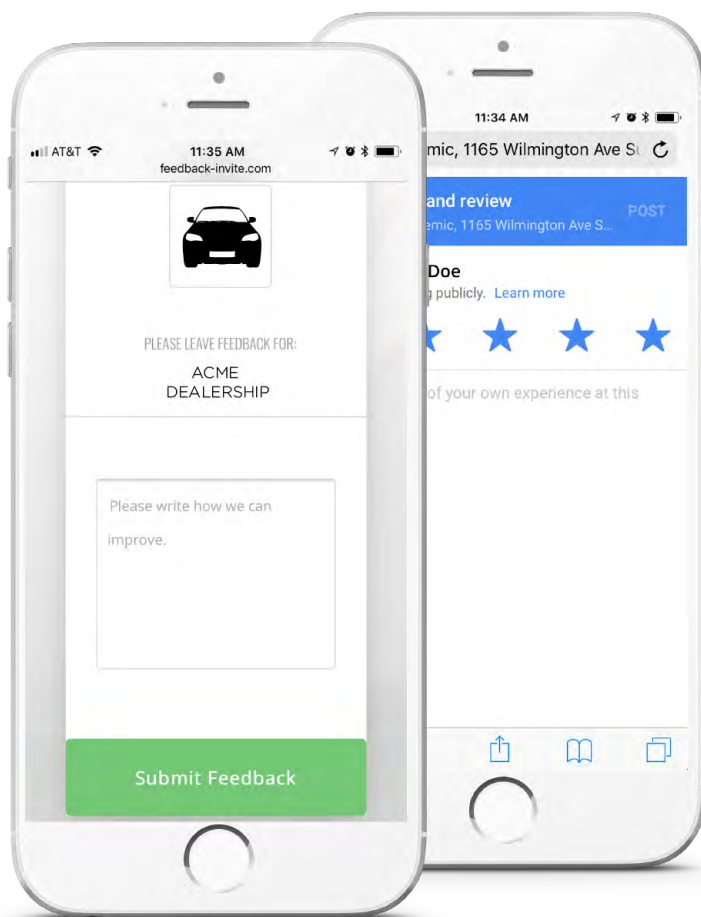 AT&T
11:35 AM
feedback-invite.com
PLEASE LEAVE FEEDBACK FOR:
ACME
DEALERSHIP
Please write how we can
improve.
Submit Feedback
11:34 AM
1165 Wilmington Ave
and review
POST
1165 Wilmington Ave S...
Doe
publicly. Learn more
of your own experience at this